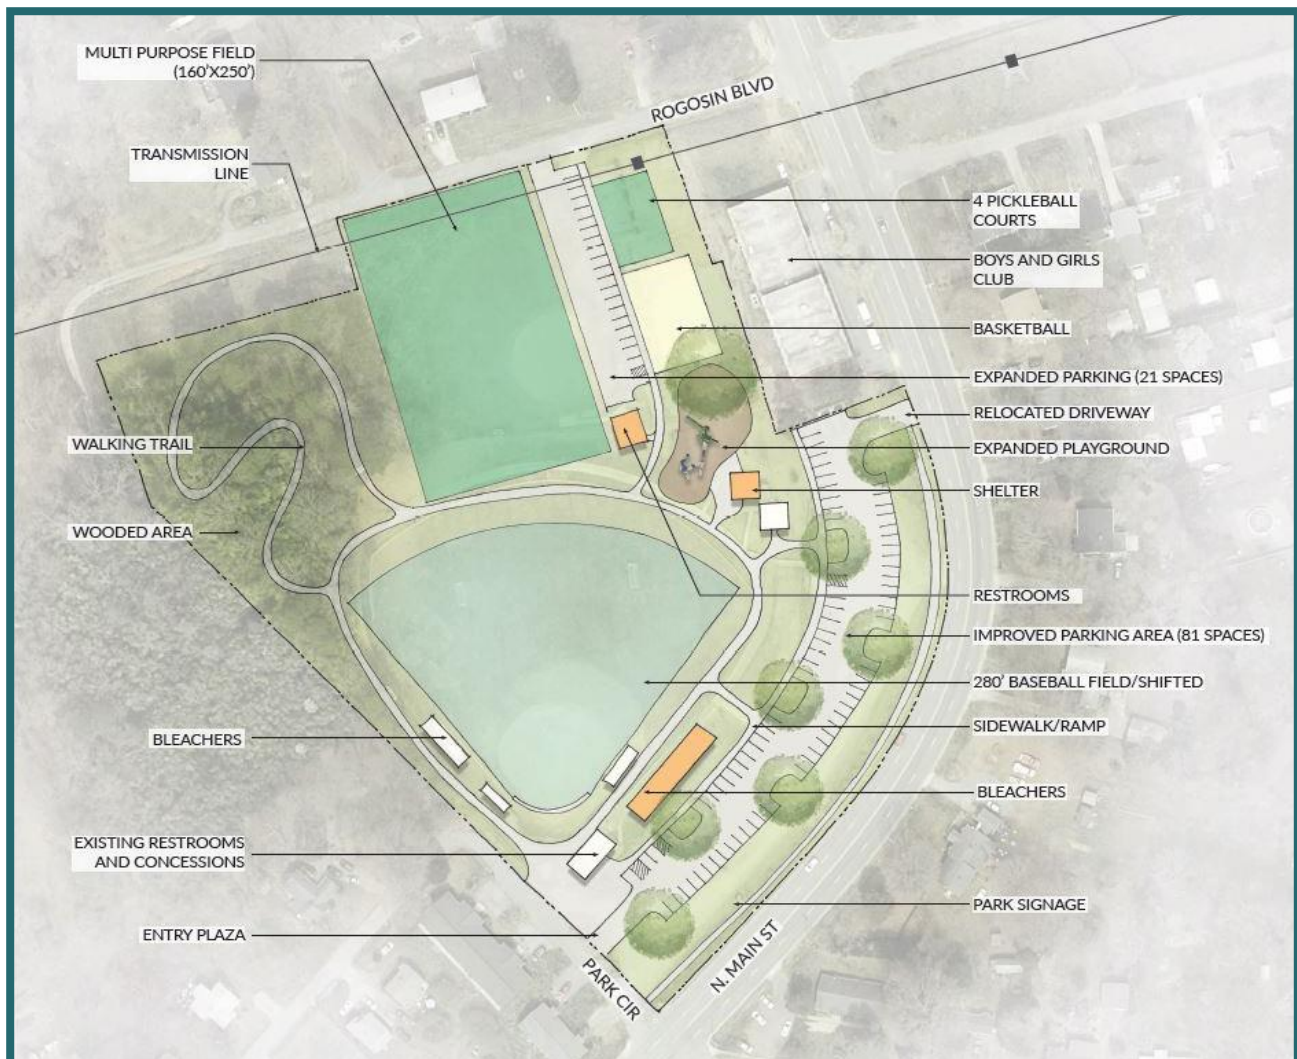 MULTI PURPOSE FIELD
(160'X250')
TRANSMISSION
LINE
WALKING TRAIL
WOODED AREA
BLEACHERS
EXISTING RESTROOMS
AND CONCESSIONS
ENTRY PLAZA
ROGOSIN BLVD
4 PICKLEBALL
COURTS
BOYS AND GIRLS
CLUB
BASKETBALL
EXPANDED PARKING (21 SPACES)
RELOCATED DRIVEWAY
EXPANDED PLAYGROUND
SHELTER
RESTROOMS
IMPROVED PARKING AREA (81 SPACES)
280' BASEBALL FIELD/SHIFTED
SIDEWALK/RAMP
BLEACHERS
PARK SIGNAGE
N. MAIN ST
PARK CIR